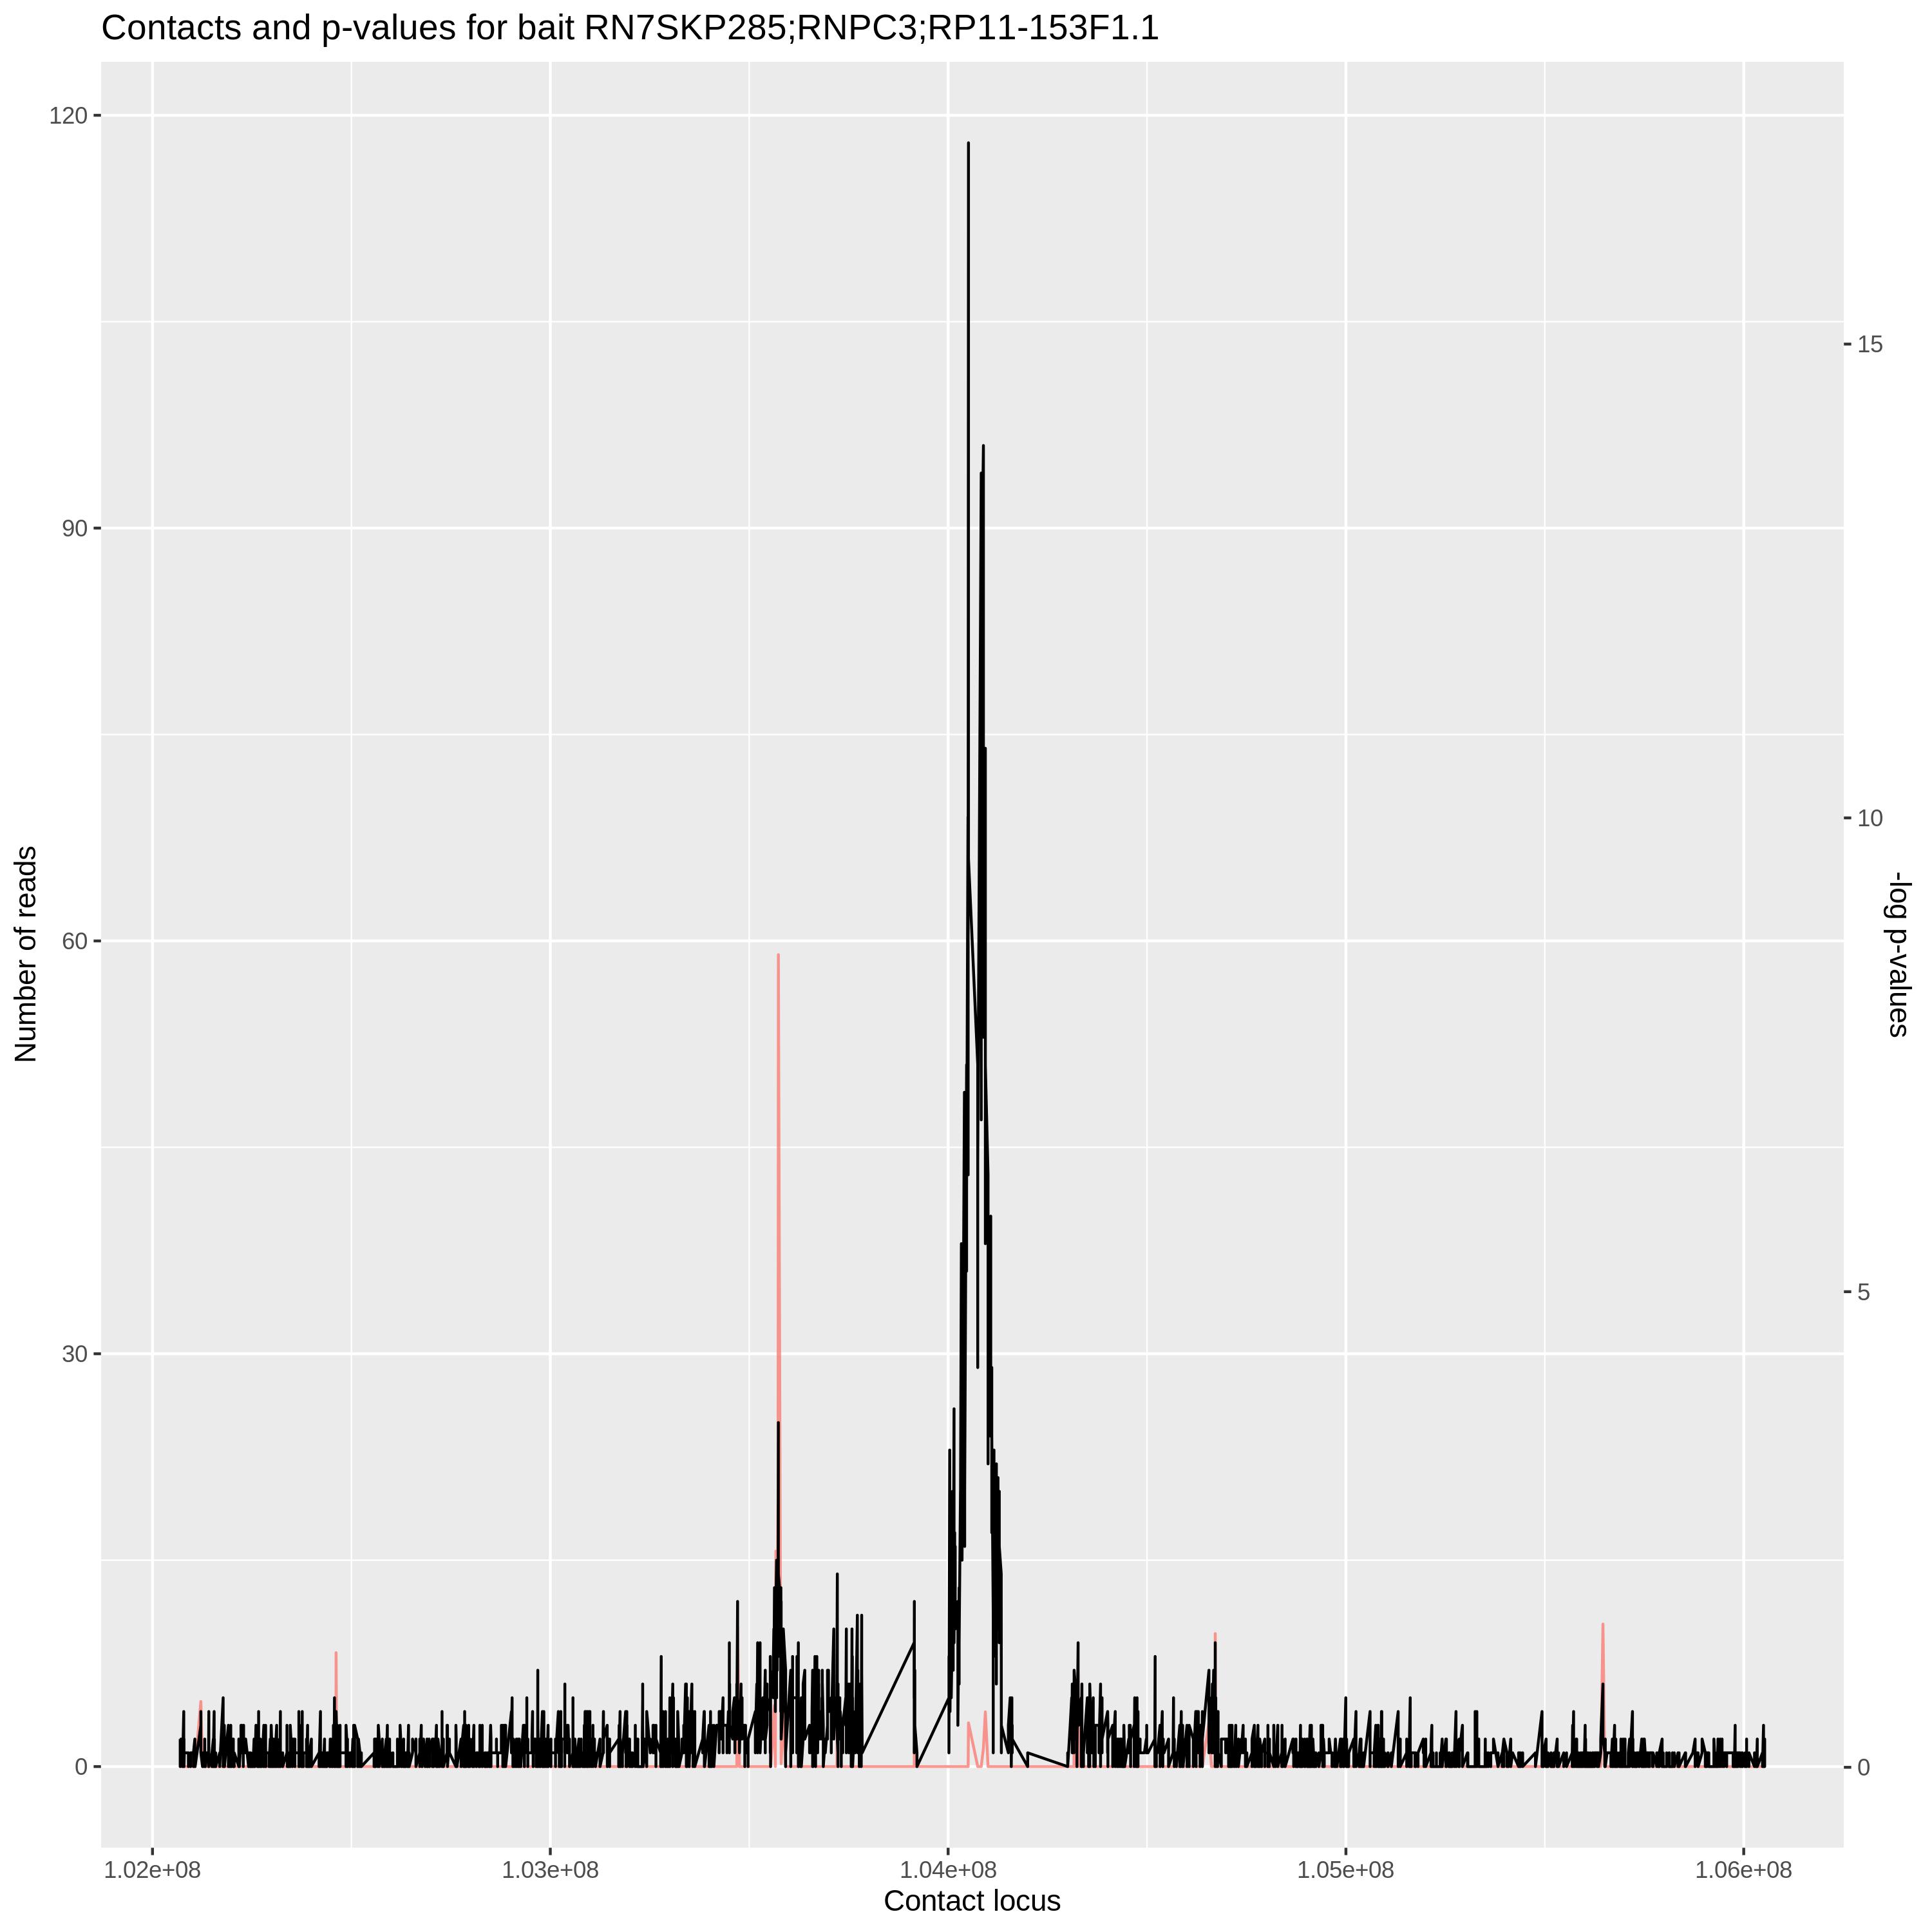 Contacts and p-values for bait RN7SKP285;RNPC3;RP11-153F1.1
120
90
60
30
0
Number of reads
15
10
5
0
-log p-values
1.02e+08 1.03e+08 1.04e+08 1.05e+08 1.06e+08
Contact locus